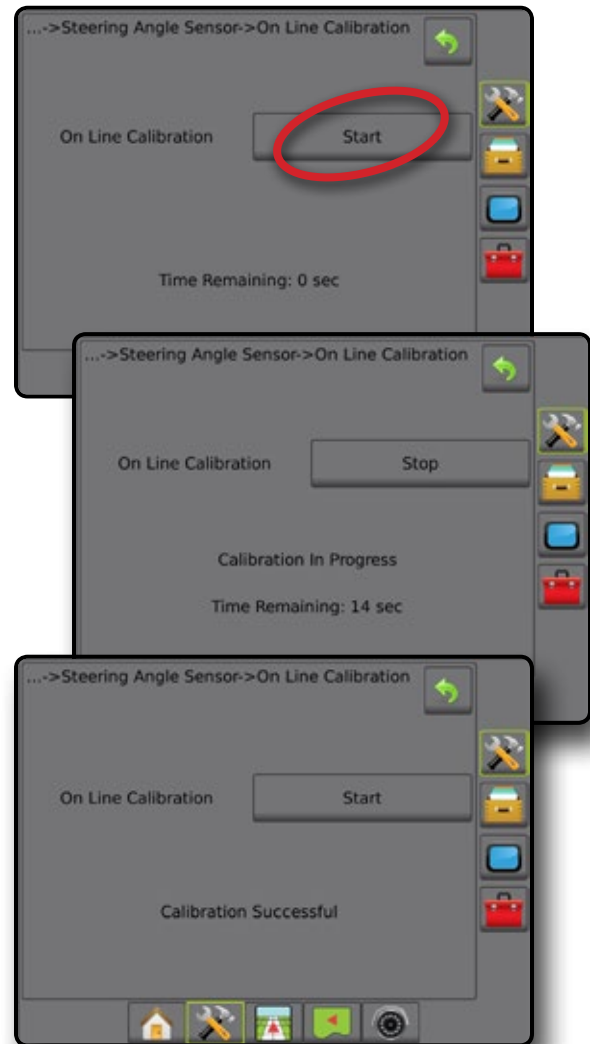 ...->Steering Angle Sensor->On Line Calibration
On Line Calibration Start
Time Remaining: 0 sec
...->Steering Angle Sensor->On Line Calibration
On Line Calibration Stop
Calibration In Progress
Time Remaining: 14 sec
...->Steering Angle Sensor->On Line Calibration
On Line Calibration Start
Calibration Successful